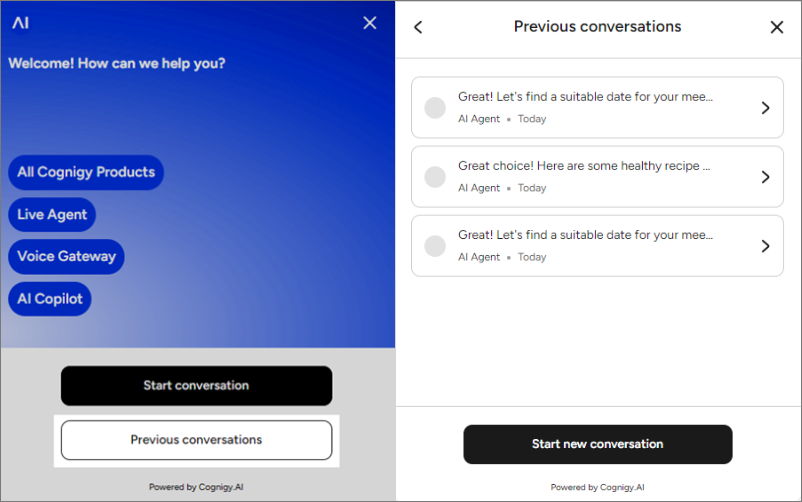 AI
Welcome! How can we help you?
All Cognigy Products
Live Agent
Voice Gateway
AI Copilot
Start conversation
Previous conversations
Powered by Cognigy.AI
Previous conversations
Great! Let's find a suitable date for your mee...
AI Agent • Today
Great choice! Here are some healthy recipe ...
AI Agent • Today
Great! Let's find a suitable date for your mee...
AI Agent • Today
Start new conversation
Powered by Cognigy.AI